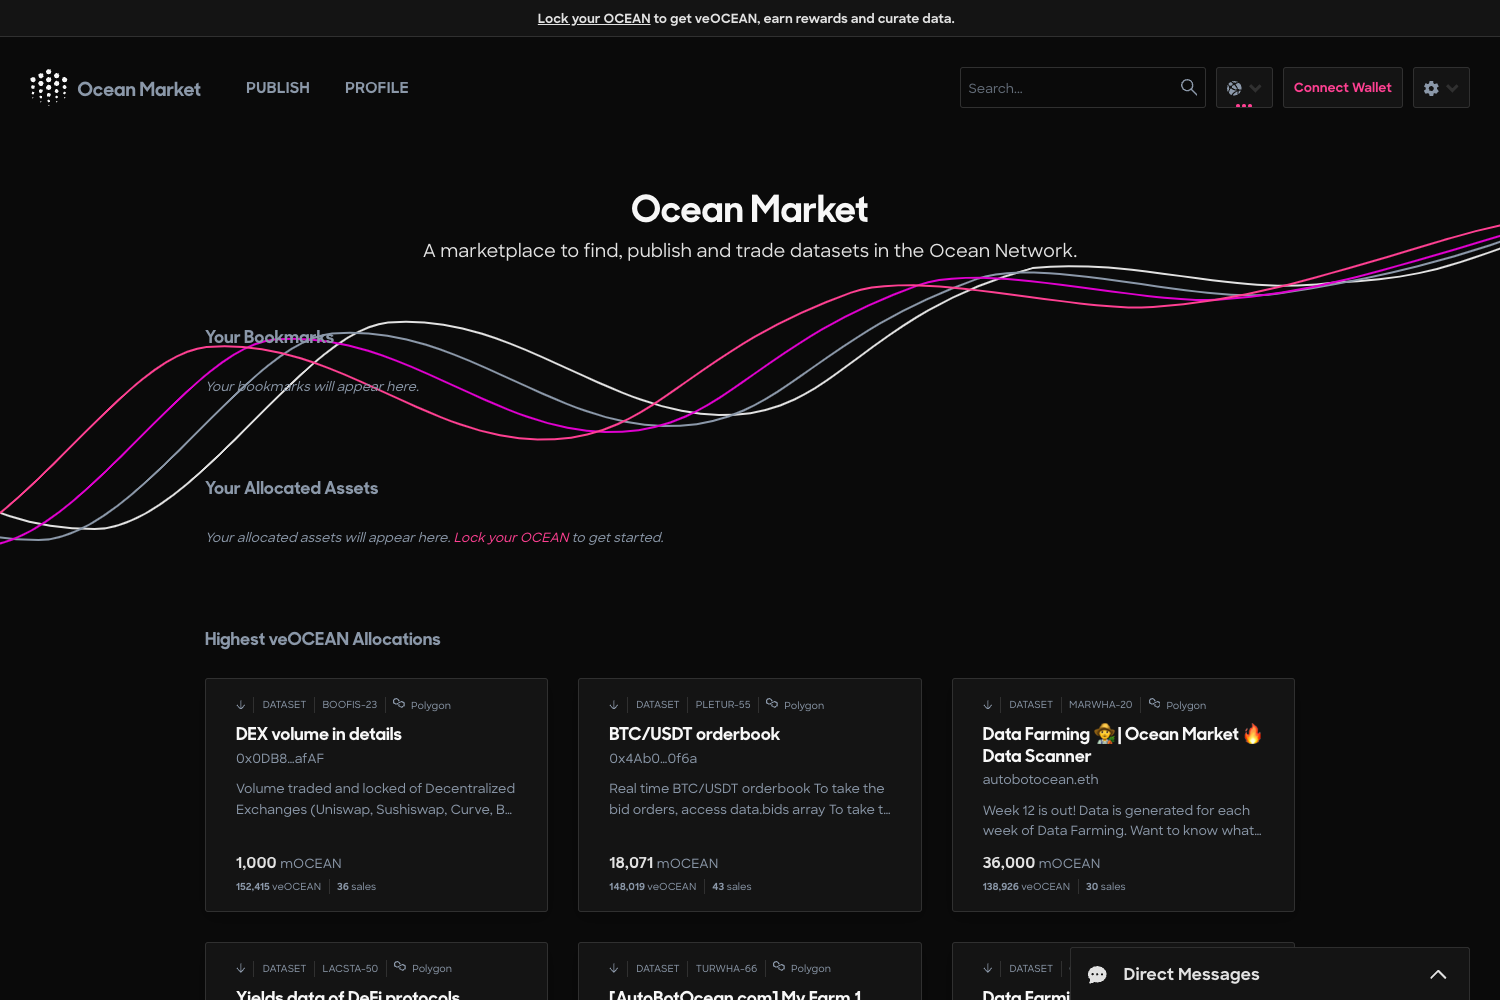 Lock your OCEAN to get veOCEAN, earn rewards and curate data.
Ocean Market
PUBLISH
PROFILE
Search...
Connect Wallet
Ocean Market
A marketplace to find, publish and trade datasets in the Ocean Network.
Your Bookmarks
Your bookmarks will appear here.
Your Allocated Assets
Your allocated assets will appear here. Lock your OCEAN to get started.
Highest veOCEAN Allocations
DATASET BOOFIS-23 Polygon
DEX volume in details
0x0DB8...afAF
Volume traded and locked of Decentralized
Exchanges (Uniswap, Sushiswap, Curve, B...
1,000 mOCEAN
152,415 veOCEAN 36 sales
DATASET PLETUR-55 Polygon
BTC/USDT orderbook
0x4Ab0...0f6a
Real time BTC/USDT orderbook To take the
bid orders, access data.bids array To take t...
18,071 mOCEAN
148,019 veOCEAN 43 sales
DATASET MARWHA-20 Polygon
Data Farming 🧑‍🌾 | Ocean Market 🔥
Data Scanner
autobotocean.eth
Week 12 is out! Data is generated for each
week of Data Farming. Want to know what...
36,000 mOCEAN
138,926 veOCEAN 30 sales
DATASET LACSTA-50 Polygon
Yields data of DeFi protocols
DATASET TURWHA-66 Polygon
[AutoBotOcean.com] My Farm 1
DATASET
Data Farmi
Direct Messages